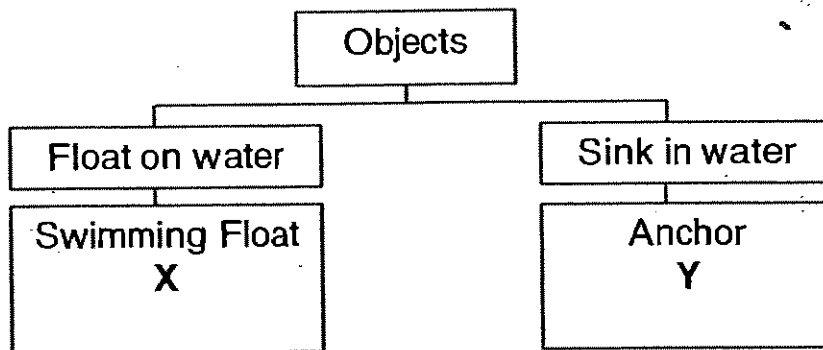 Objects
Float on water
Sink in water
Swimming Float
X
Anchor
Y